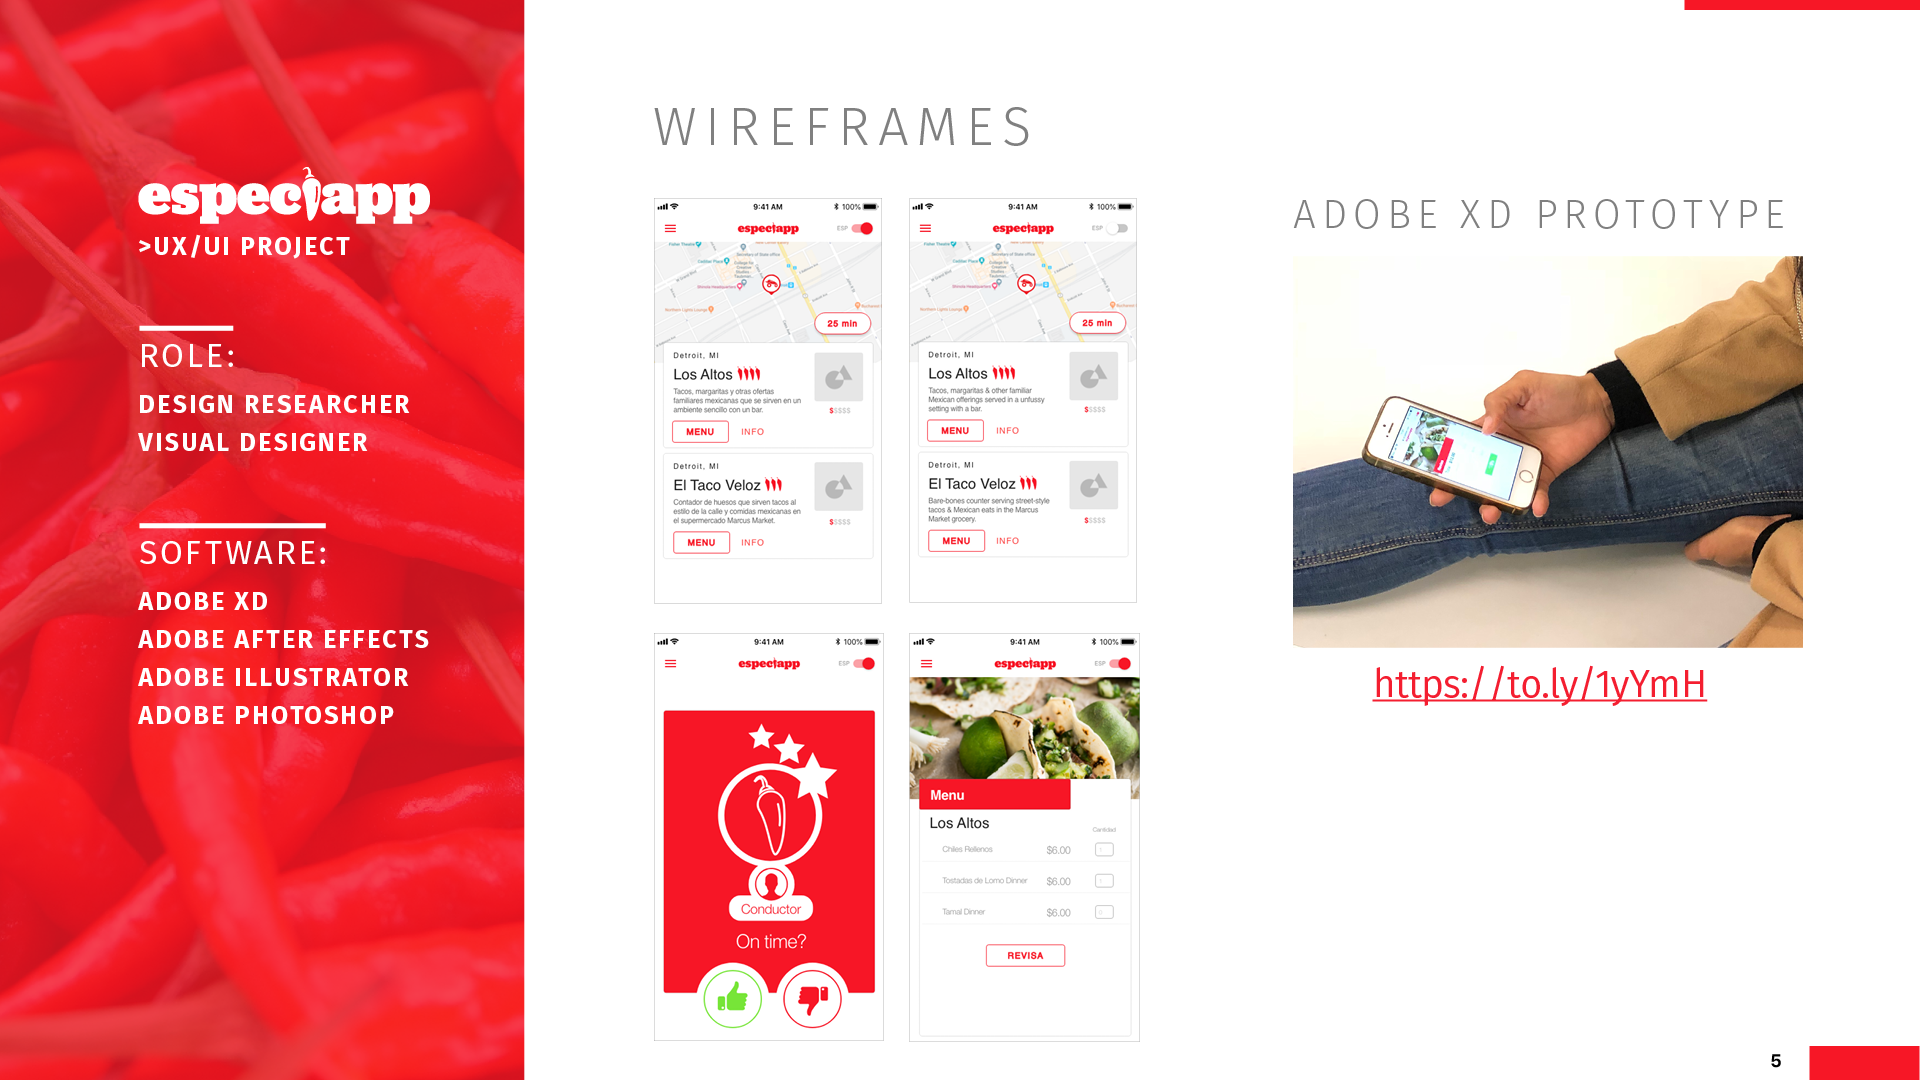 especiapp
>UX/UI PROJECT
ROLE:
DESIGN RESEARCHER
VISUAL DESIGNER
SOFTWARE:
ADOBE XD
ADOBE AFTER EFFECTS
ADOBE ILLUSTRATOR
ADOBE PHOTOSHOP
WIREFRAMES
9:41 AM
100%
especiapp
ESP
25 min
Detroit, MI
Los Altos
Tacos, margaritas y otras ofertas
familiares mexicanas que se sirven en un
ambiente sencillo con un bar.
$$$$$
MENU
INFO
Detroit, MI
El Taco Veloz
Contador de huesos que sirven tacos al
estilo de la calle y comidas mexicanas en
el supermercado Marcus Market.
$$$$$
MENU
INFO
9:41 AM
100%
especiapp
ESP
25 min
Detroit, MI
Los Altos
Tacos, margaritas & other familiar
Mexican offerings served in a unfussy
setting with a bar.
$$$$$
MENU
INFO
Detroit, MI
El Taco Veloz
Bare-bones counter serving street-style
tacos & Mexican eats in the Marcus
Market grocery.
$$$$$
MENU
INFO
9:41 AM
100%
especiapp
ESP
Conductor
On time?
9:41 AM
100%
especiapp
ESP
Menu
Los Altos
Cantidad
Chiles Rellenos $6.00
Tostadas de Lomo Dinner $6.00
Tamal Dinner $6.00
REVISA
ADOBE XD PROTOTYPE
https://to.ly/1yYmH
5